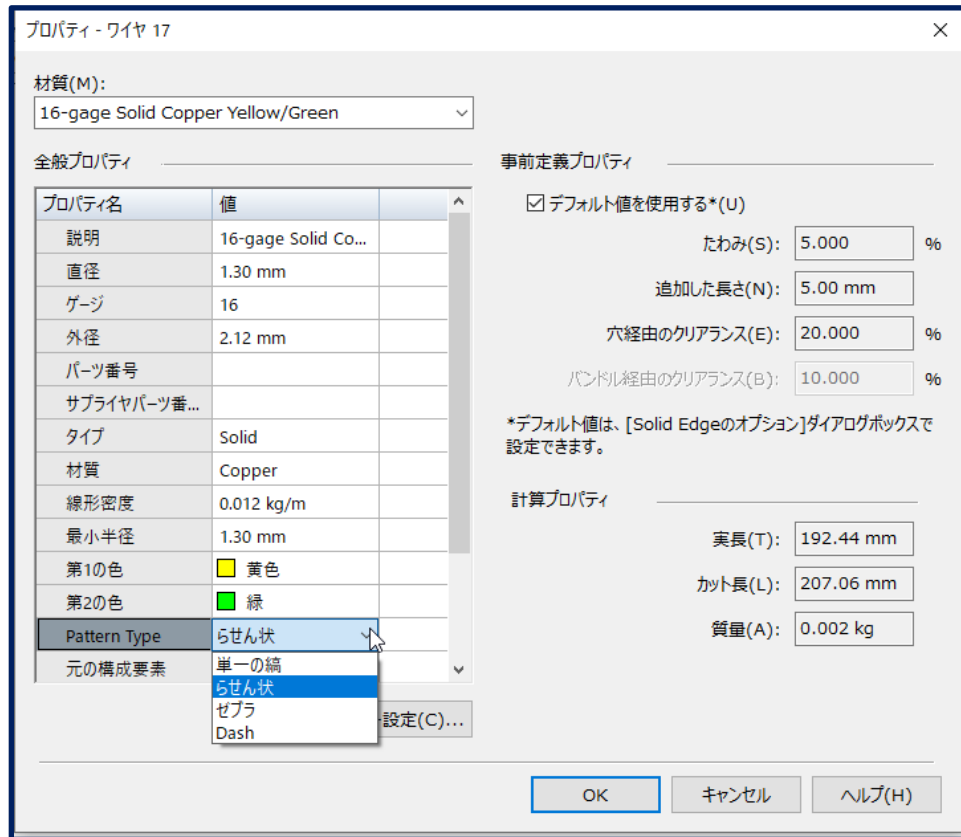 プロパティ - ワイヤ 17
材質(M):
16-gage Solid Copper Yellow/Green
全般プロパティ
プロパティ名 値
説明 16-gage Solid Co...
直径 1.30 mm
ゲージ 16
外径 2.12 mm
パーツ番号
サプライヤパーツ番...
タイプ Solid
材質 Copper
線形密度 0.012 kg/m
最小半径 1.30 mm
第1の色 黄色
第2の色 緑
Pattern Type らせん状
元の構成要素
単一の縞
らせん状
ゼブラ
Dash
設定(C)...
事前定義プロパティ
デフォルト値を使用する*(U)
たわみ(S): 5.000 %
追加した長さ(N): 5.00 mm
穴経由のクリアランス(E): 20.000 %
バンドル経由のクリアランス(B): 10.000 %
*デフォルト値は、[Solid Edgeのオプション]ダイアログボックスで
設定できます。
計算プロパティ
実長(T): 192.44 mm
カット長(L): 207.06 mm
質量(A): 0.002 kg
OK キャンセル ヘルプ(H)